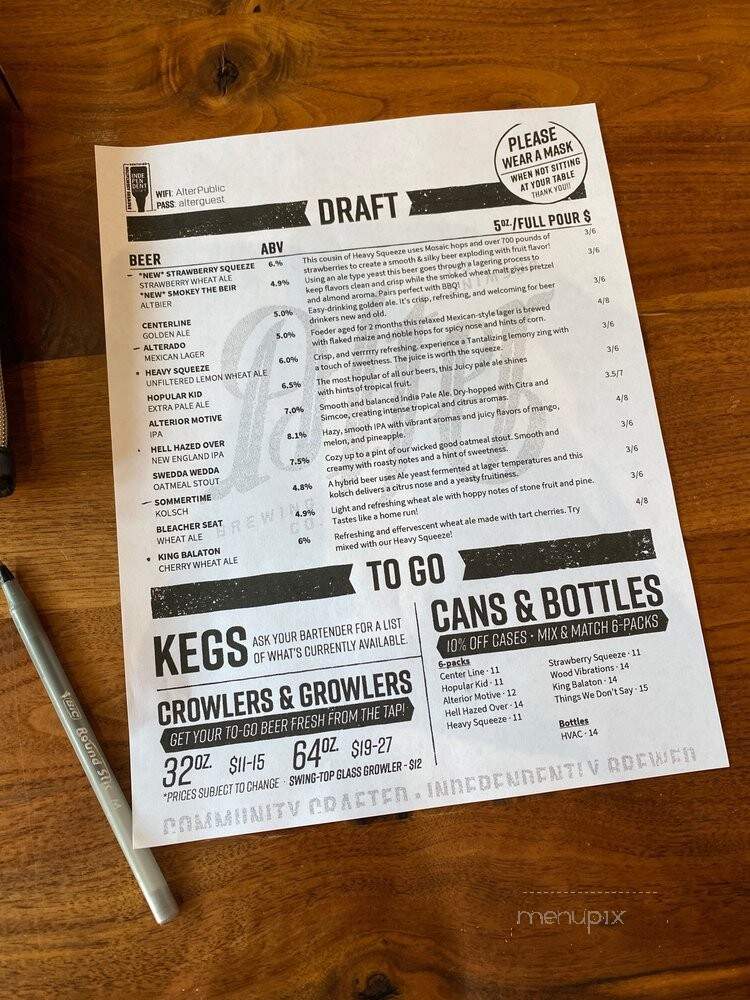 BREWERS ASSOCIATION
CERTIFIED
INDE
PEN
DENT
WIFI: AlterPublic
PASS: alterguest
PLEASE
WEAR A MASK
WHEN NOT SITTING
AT YOUR TABLE
THANK YOU!!
DRAFT
BEER ABV 5OZ./FULL POUR $
*NEW* STRAWBERRY SQUEEZE 6.%
STRAWBERRY WHEAT ALE
This cousin of Heavy Squeeze uses Mosaic hops and over 700 pounds of 3/6
strawberries to create a smooth & silky beer exploding with fruit flavor!
*NEW* SMOKEY THE BEIR 4.9%
ALTBIER
Using an ale type yeast this beer goes through a lagering process to 3/6
keep flavors clean and crisp while the smoked wheat malt gives pretzel
and almond aroma. Pairs perfect with BBQ!
CENTERLINE 5.0%
GOLDEN ALE
Easy-drinking golden ale. It's crisp, refreshing, and welcoming for beer 3/6
drinkers new and old.
ALTERADO 5.0%
MEXICAN LAGER
Foeder aged for 2 months this relaxed Mexican-style lager is brewed 4/8
with flaked maize and noble hops for spicy nose and hints of corn.
HEAVY SQUEEZE 6.0%
UNFILTERED LEMON WHEAT ALE
Crisp, and verrrrry refreshing. experience a Tantalizing lemony zing with 3/6
a touch of sweetness. The juice is worth the squeeze.
HOPULAR KID 6.5%
EXTRA PALE ALE
The most hopular of all our beers, this Juicy pale ale shines 3/6
with hints of tropical fruit.
ALTERIOR MOTIVE 7.0%
IPA
Smooth and balanced India Pale Ale. Dry-hopped with Citra and 3.5/7
Simcoe, creating intense tropical and citrus aromas.
HELL HAZED OVER 8.1%
NEW ENGLAND IPA
Hazy, smooth IPA with vibrant aromas and juicy flavors of mango, 4/8
melon, and pineapple.
SWEDDA WEDDA 7.5%
OATMEAL STOUT
Cozy up to a pint of our wicked good oatmeal stout. Smooth and 3/6
creamy with roasty notes and a hint of sweetness.
SOMMERTIME 4.8%
KOLSCH
A hybrid beer uses Ale yeast fermented at lager temperatures and this 3/6
kolsch delivers a citrus nose and a yeasty fruitiness.
BLEACHER SEAT 4.9%
WHEAT ALE
Light and refreshing wheat ale with hoppy notes of stone fruit and pine. 3/6
Tastes like a home run!
KING BALATON 6%
CHERRY WHEAT ALE
Refreshing and effervescent wheat ale made with tart cherries. Try 4/8
mixed with our Heavy Squeeze!
BREWING
CO.
TO GO
KEGS
ASK YOUR BARTENDER FOR A LIST
OF WHAT'S CURRENTLY AVAILABLE.
CROWLERS & GROWLERS
GET YOUR TO-GO BEER FRESH FROM THE TAP!
32OZ. $11-15 64OZ. $19-27
*PRICES SUBJECT TO CHANGE · SWING-TOP GLASS GROWLER - $12
CANS & BOTTLES
10% OFF CASES • MIX & MATCH 6-PACKS
6-packs
Center Line · 11
Hopular Kid · 11
Alterior Motive · 12
Hell Hazed Over · 14
Heavy Squeeze · 11
Strawberry Squeeze · 11
Wood Vibrations · 14
King Balaton · 14
Things We Don't Say · 15
Bottles
HVAC · 14
COMMUNITY CRAFTED • INDEPENDENTLY BREWED
BIC Round Stic M
menupix